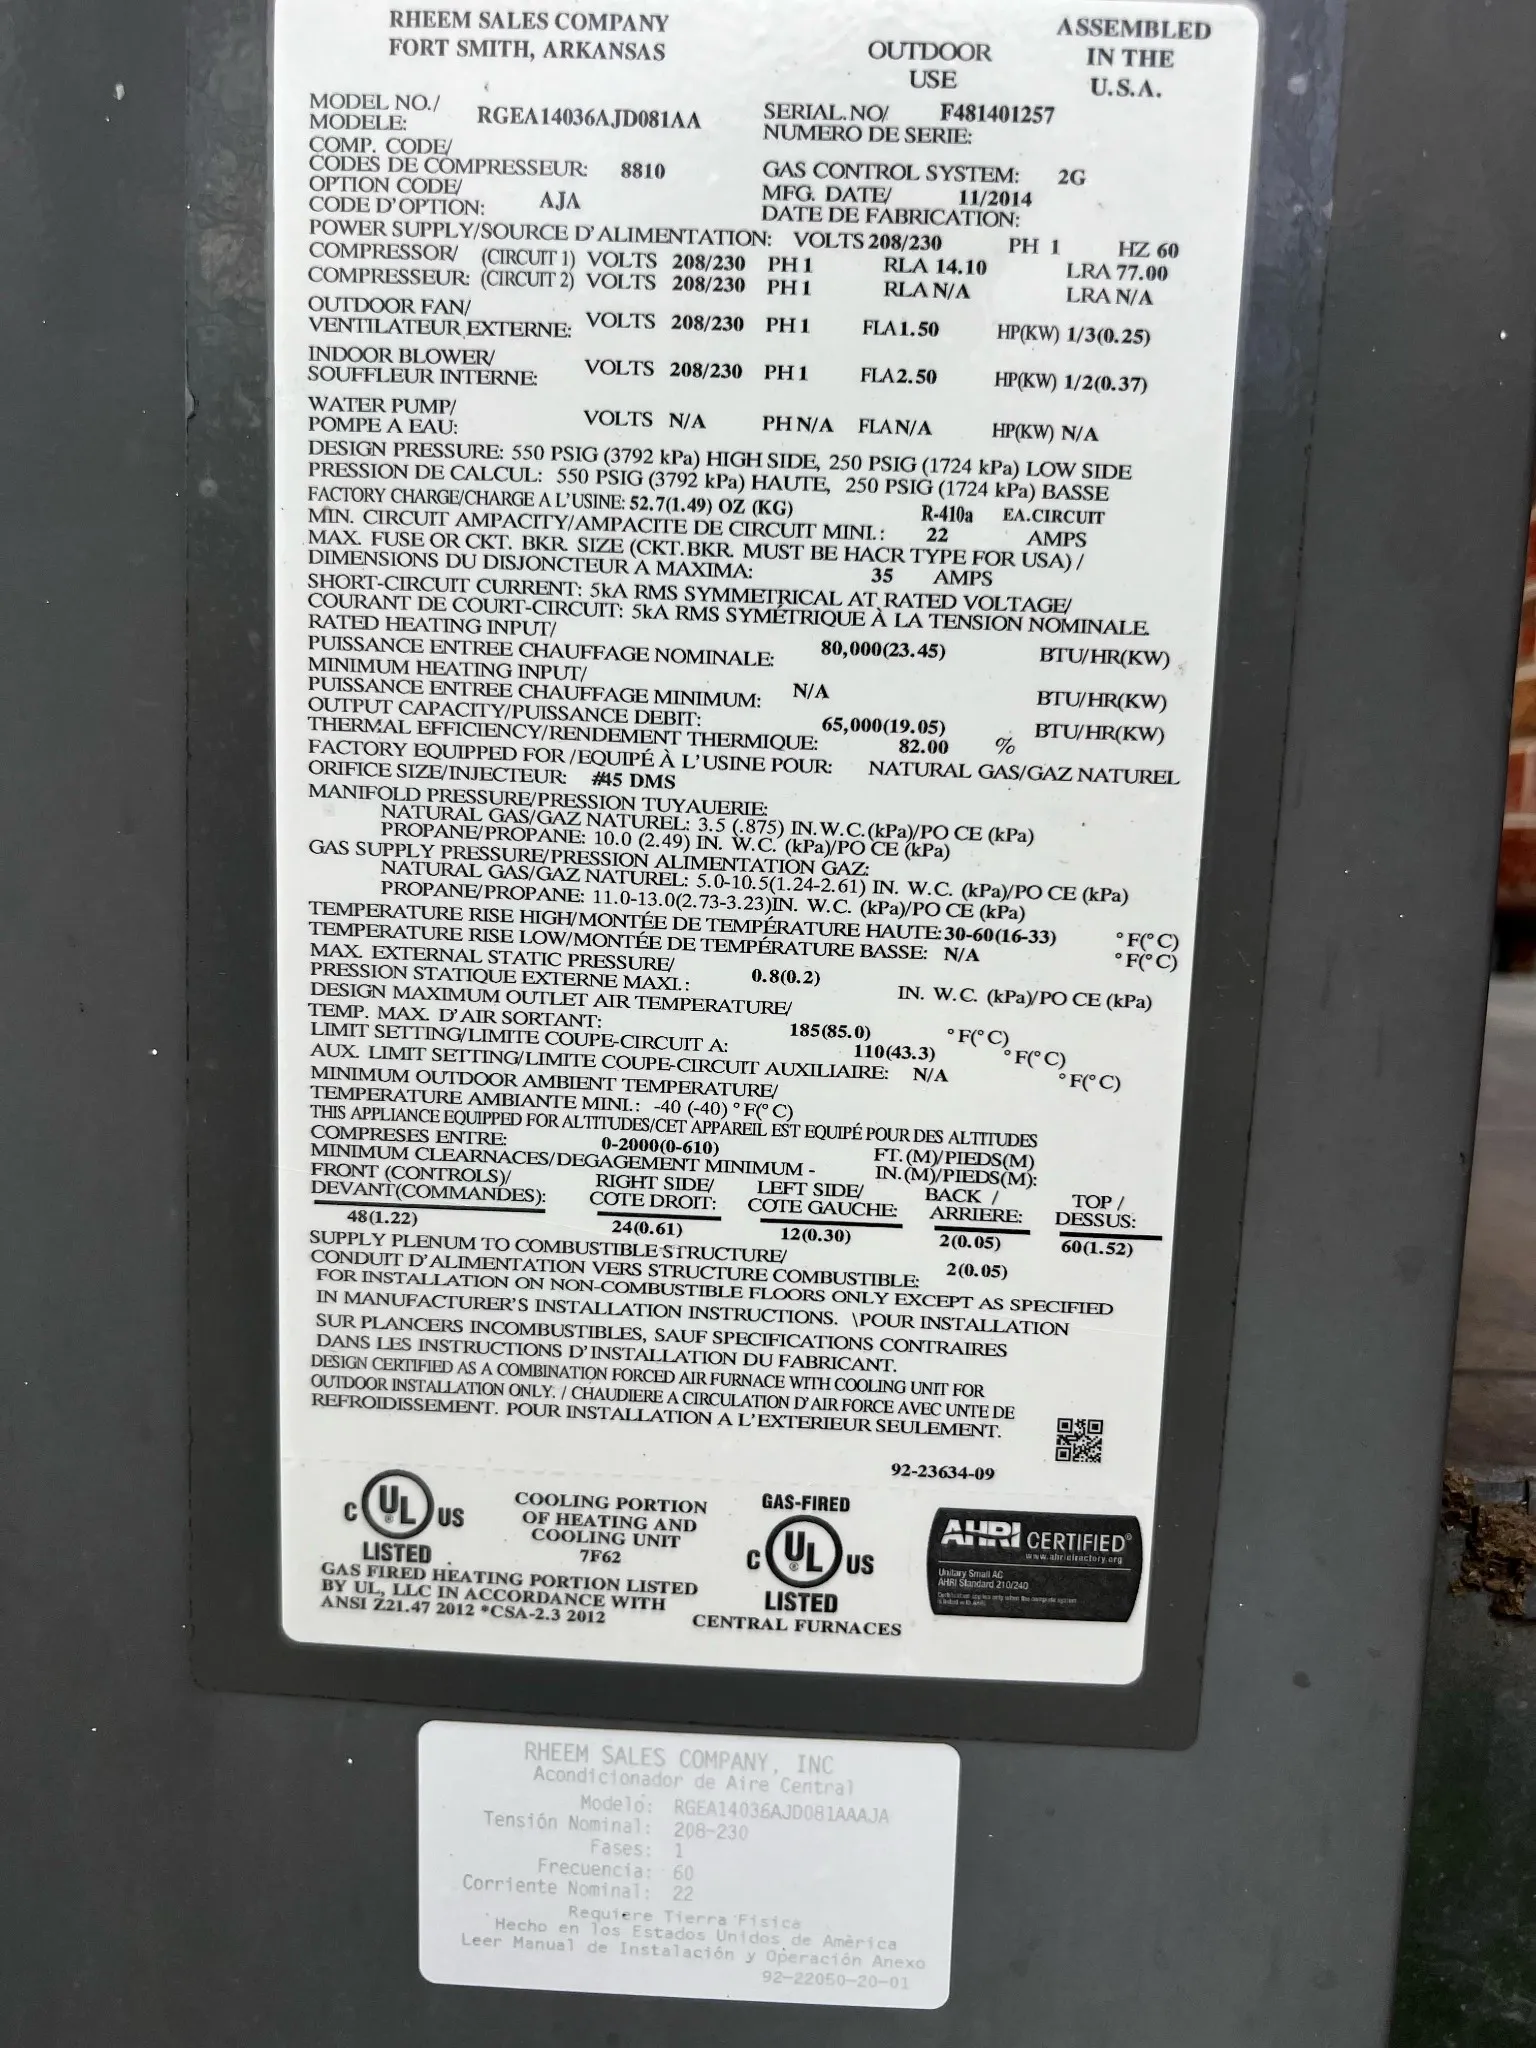 RHEEM SALES COMPANY
FORT SMITH, ARKANSAS
OUTDOOR
USE
ASSEMBLED
IN THE
U.S.A.
MODEL NO./
MODELE: RGEA14036AJD081AA
SERIAL.NO/ F481401257
NUMERO DE SERIE:
COMP. CODE/
CODES DE COMPRESSEUR: 8810
GAS CONTROL SYSTEM: 2G
OPTION CODE/
CODE D'OPTION: AJA
MFG. DATE/ 11/2014
DATE DE FABRICATION:
POWER SUPPLY/SOURCE D'ALIMENTATION: VOLTS 208/230 PH 1 HZ 60
COMPRESSOR/ (CIRCUIT 1) VOLTS 208/230 PH 1 RLA 14.10 LRA 77.00
COMPRESSEUR: (CIRCUIT 2) VOLTS 208/230 PH 1 RLA N/A LRA N/A
OUTDOOR FAN/
VENTILATEUR EXTERNE: VOLTS 208/230 PH 1 FLA 1.50 HP(KW) 1/3(0.25)
INDOOR BLOWER/
SOUFFLEUR INTERNE: VOLTS 208/230 PH 1 FLA 2.50 HP(KW) 1/2(0.37)
WATER PUMP/
POMPE A EAU: VOLTS N/A PH N/A FLA N/A HP(KW) N/A
DESIGN PRESSURE: 550 PSIG (3792 kPa) HIGH SIDE, 250 PSIG (1724 kPa) LOW SIDE
PRESSION DE CALCUL: 550 PSIG (3792 kPa) HAUTE, 250 PSIG (1724 kPa) BASSE
FACTORY CHARGE/CHARGE A L'USINE: 52.7(1.49) OZ (KG) R-410a EA.CIRCUIT
MIN. CIRCUIT AMPACITY/AMPACITE DE CIRCUIT MINI.: 22 AMPS
MAX. FUSE OR CKT. BKR. SIZE (CKT.BKR. MUST BE HACR TYPE FOR USA) /
DIMENSIONS DU DISJONCTEUR A MAXIMA: 35 AMPS
SHORT-CIRCUIT CURRENT: 5kA RMS SYMMETRICAL AT RATED VOLTAGE/
COURANT DE COURT-CIRCUIT: 5kA RMS SYMÉTRIQUE À LA TENSION NOMINALE.
RATED HEATING INPUT/
PUISSANCE ENTREE CHAUFFAGE NOMINALE: 80,000(23.45) BTU/HR(KW)
MINIMUM HEATING INPUT/
PUISSANCE ENTREE CHAUFFAGE MINIMUM: N/A BTU/HR(KW)
OUTPUT CAPACITY/PUISSANCE DEBIT: 65,000(19.05) BTU/HR(KW)
THERMAL EFFICIENCY/RENDEMENT THERMIQUE: 82.00 %
FACTORY EQUIPPED FOR /EQUIPÉ À L'USINE POUR: NATURAL GAS/GAZ NATUREL
ORIFICE SIZE/INJECTEUR: #45 DMS
MANIFOLD PRESSURE/PRESSION TUYAUERIE:
NATURAL GAS/GAZ NATUREL: 3.5 (.875) IN.W.C.(kPa)/PO CE (kPa)
PROPANE/PROPANE: 10.0 (2.49) IN. W.C. (kPa)/PO CE (kPa)
GAS SUPPLY PRESSURE/PRESSION ALIMENTATION GAZ:
NATURAL GAS/GAZ NATUREL: 5.0-10.5(1.24-2.61) IN. W.C. (kPa)/PO CE (kPa)
PROPANE/PROPANE: 11.0-13.0(2.73-3.23)IN. W.C. (kPa)/PO CE (kPa)
TEMPERATURE RISE HIGH/MONTÉE DE TEMPÉRATURE HAUTE: 30-60(16-33) °F(°C)
TEMPERATURE RISE LOW/MONTÉE DE TEMPÉRATURE BASSE: N/A °F(°C)
MAX. EXTERNAL STATIC PRESSURE/
PRESSION STATIQUE EXTERNE MAXI.: 0.8(0.2) IN. W.C. (kPa)/PO CE (kPa)
DESIGN MAXIMUM OUTLET AIR TEMPERATURE/
TEMP. MAX. D'AIR SORTANT: 185(85.0) °F(°C)
LIMIT SETTING/LIMITE COUPE-CIRCUIT A: 110(43.3) °F(°C)
AUX. LIMIT SETTING/LIMITE COUPE-CIRCUIT AUXILIAIRE: N/A °F(°C)
MINIMUM OUTDOOR AMBIENT TEMPERATURE/
TEMPERATURE AMBIANTE MINI.: -40 (-40) °F(°C)
THIS APPLIANCE EQUIPPED FOR ALTITUDES/CET APPAREIL EST EQUIPÉ POUR DES ALTITUDES
COMPRESES ENTRE: 0-2000(0-610) FT.(M)/PIEDS(M)
MINIMUM CLEARNACES/DEGAGEMENT MINIMUM - IN.(M)/PIEDS(M):
FRONT (CONTROLS)/ RIGHT SIDE/ LEFT SIDE/ BACK / TOP /
DEVANT(COMMANDES): COTE DROIT: COTE GAUCHE: ARRIERE: DESSUS:
48(1.22) 24(0.61) 12(0.30) 2(0.05) 60(1.52)
SUPPLY PLENUM TO COMBUSTIBLE STRUCTURE/
CONDUIT D'ALIMENTATION VERS STRUCTURE COMBUSTIBLE: 2(0.05)
FOR INSTALLATION ON NON-COMBUSTIBLE FLOORS ONLY EXCEPT AS SPECIFIED
IN MANUFACTURER'S INSTALLATION INSTRUCTIONS. \POUR INSTALLATION
SUR PLANCERS INCOMBUSTIBLES, SAUF SPECIFICATIONS CONTRAIRES
DANS LES INSTRUCTIONS D'INSTALLATION DU FABRICANT.
DESIGN CERTIFIED AS A COMBINATION FORCED AIR FURNACE WITH COOLING UNIT FOR
OUTDOOR INSTALLATION ONLY. / CHAUDIERE A CIRCULATION D'AIR FORCE AVEC UNTE DE
REFROIDISSEMENT. POUR INSTALLATION A L'EXTERIEUR SEULEMENT.
92-23634-09
C UL US
LISTED
COOLING PORTION
OF HEATING AND
COOLING UNIT
7F62
GAS FIRED HEATING PORTION LISTED
BY UL, LLC IN ACCORDANCE WITH
ANSI Z21.47 2012 *CSA-2.3 2012
GAS-FIRED
C UL US
LISTED
CENTRAL FURNACES
AHRI CERTIFIED®
www.ahridirectory.org
Unitary Small AC
AHRI Standard 210/240
RHEEM SALES COMPANY, INC
Acondicionador de Aire Central
Modelo: RGEA14036AJD081AAAJA
Tensión Nominal: 208-230
Fases: 1
Frecuencia: 60
Corriente Nominal: 22
Requiere Tierra Física
Hecho en los Estados Unidos de Amèrica
Leer Manual de Instalación y Operación Anexo
92-22050-20-01